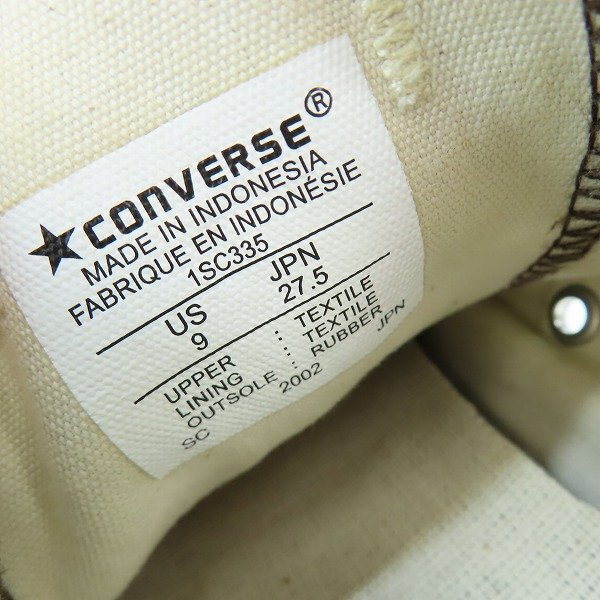 ★CONVERSE®
MADE IN INDONESIA
FABRIQUE EN INDONÉSIE
1SC335
US JPN
9 27.5
UPPER : TEXTILE
LINING : TEXTILE
OUTSOLE : RUBBER
SC 2002 JPN